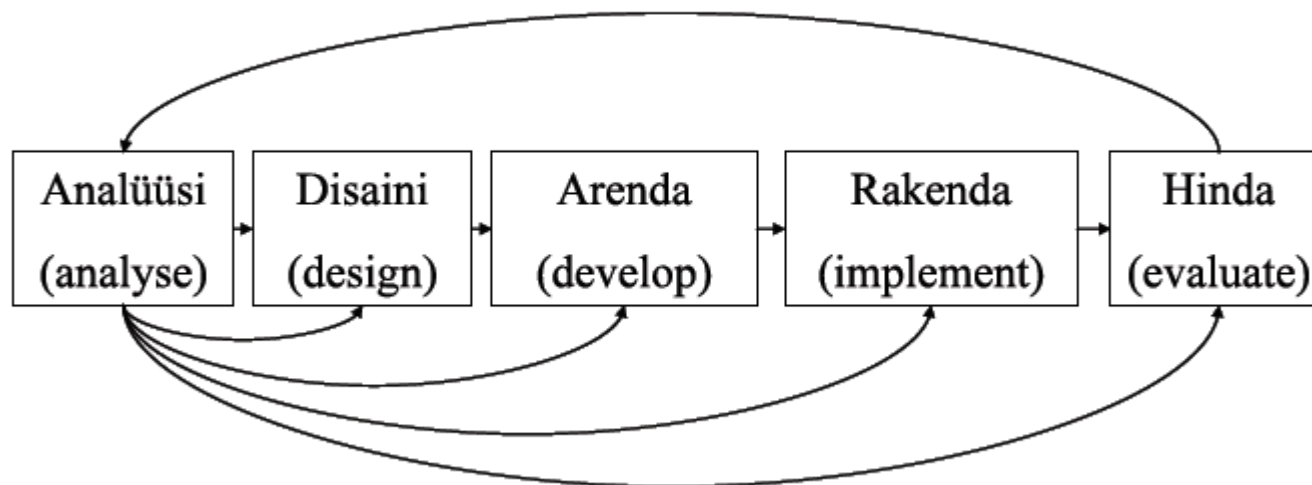 Analüüsi
(analyse)
Disaini
(design)
Arenda
(develop)
Rakenda
(implement)
Hinda
(evaluate)